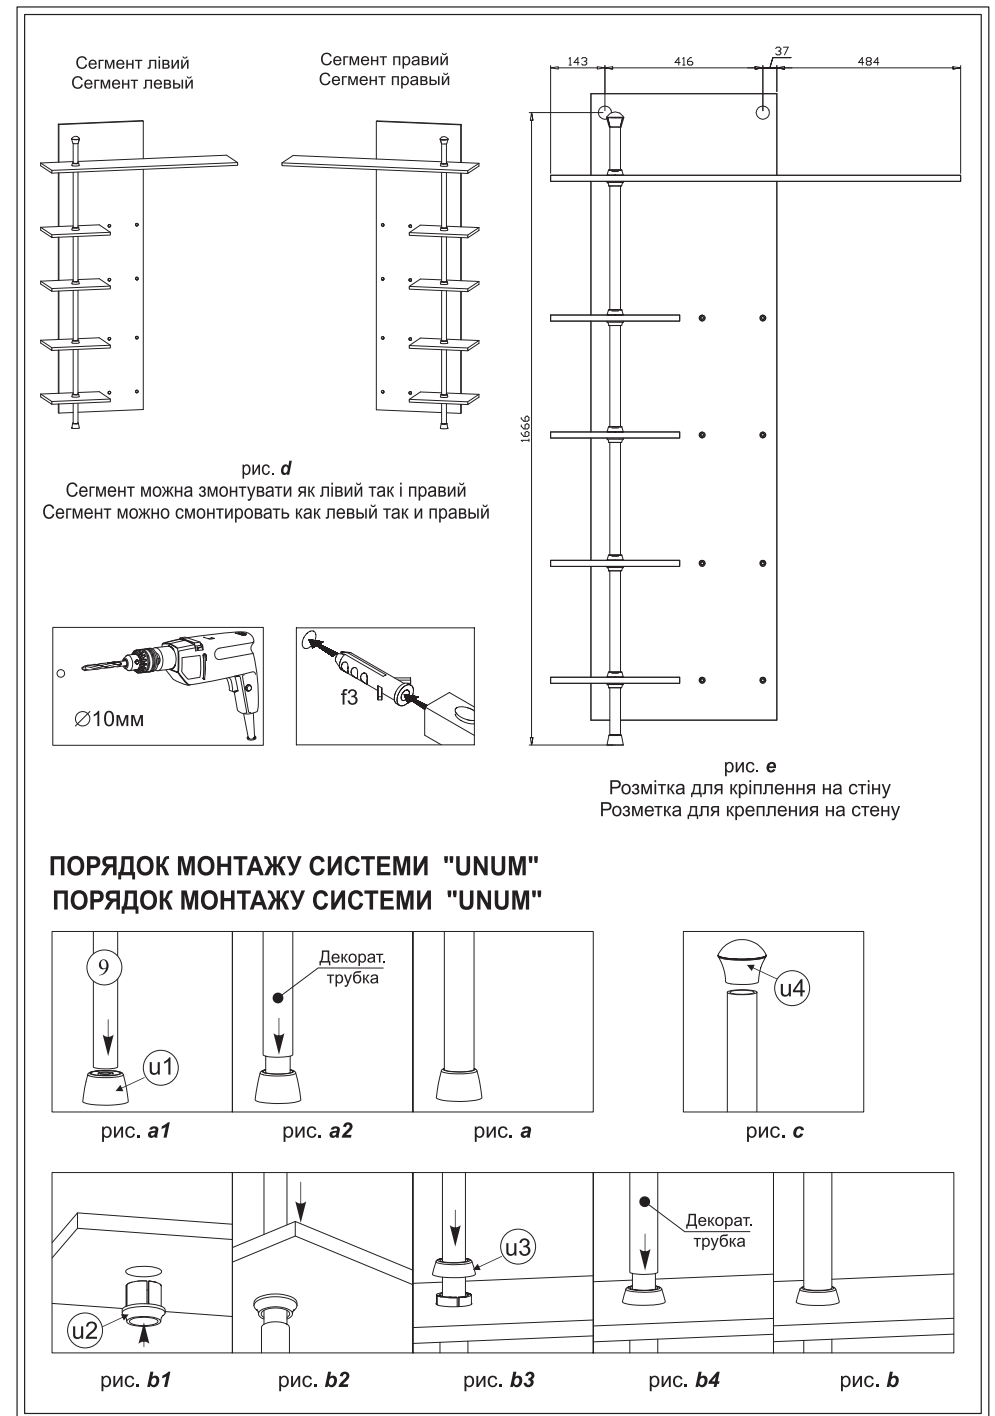 Сегмент лівий
Сегмент левый
Сегмент правий
Сегмент правый
143
416
37
484
1666
рис. d
Сегмент можна змонтувати як лівий так і правий
Сегмент можно смонтировать как левый так и правый
∅10мм
f3
рис. e
Розмітка для кріплення на стіну
Розметка для крепления на стену
ПОРЯДОК МОНТАЖУ СИСТЕМИ "UNUM"
ПОРЯДОК МОНТАЖУ СИСТЕМИ "UNUM"
9
u1
Декорат.
трубка
u4
рис. a1
рис. a2
рис. a
рис. c
u2
u3
Декорат.
трубка
рис. b1
рис. b2
рис. b3
рис. b4
рис. b